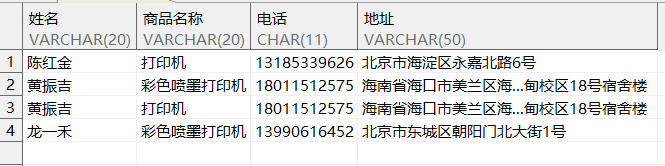 姓名 商品名称 电话 地址
VARCHAR(20) VARCHAR(20) CHAR(11) VARCHAR(50)
1 陈红金 打印机 13185339626 北京市海淀区永嘉北路6号
2 黄振吉 彩色喷墨打印机 18011512575 海南省海口市美兰区海...甸校区18号宿舍楼
3 黄振吉 打印机 18011512575 海南省海口市美兰区海...甸校区18号宿舍楼
4 龙一禾 彩色喷墨打印机 13990616452 北京市东城区朝阳门北大街1号